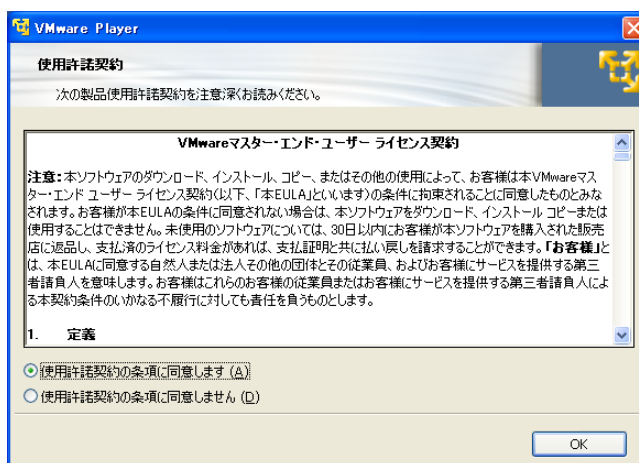 VMware Player
使用許諾契約
次の製品使用許諾契約を注意深くお読みください。
VMwareマスター・エンド・ユーザー ライセンス契約
注意:本ソフトウェアのダウンロード、インストール、コピー、またはその他の使用によって、お客様は本VMwareマス
ター・エンド ユーザー ライセンス契約(以下、「本EULA」といいます)の条件に拘束されることに同意したものとみな
されます。お客様が本EULAの条件に同意されない場合は、本ソフトウェアをダウンロード、インストール コピーまたは
使用することはできません。未使用のソフトウェアについては、30日以内にお客様が本ソフトウェアを購入された販売
店に返品し、支払済のライセンス料金があれば、支払証明と共に払い戻しを請求することができます。「お客様」と
は、本EULAに同意する自然人または法人その他の団体とその従業員、およびお客様にサービスを提供する第三
者請負人を意味します。お客様はこれらのお客様の従業員またはお客様にサービスを提供する第三者請負人によ
る本契約条件のいかなる不履行に対しても責任を負うものとします。
1. 定義
使用許諾契約の条項に同意します (A)
使用許諾契約の条項に同意しません (D)
OK